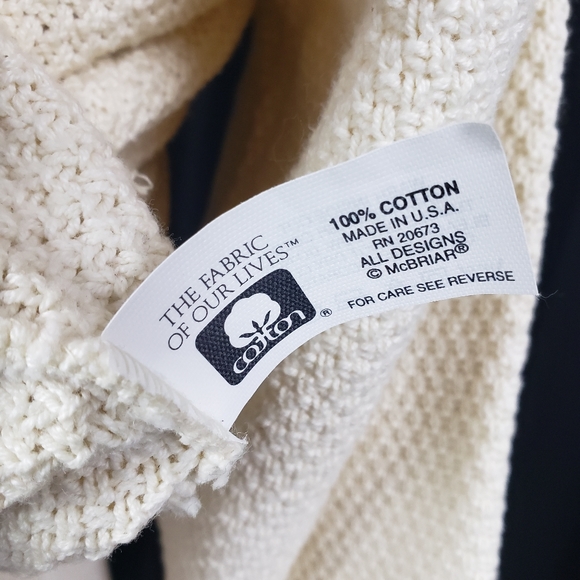 THE FABRIC
OF OUR LIVES™
cotton ®
100% COTTON
MADE IN U.S.A.
RN 20673
ALL DESIGNS
© McBRIAR®
FOR CARE SEE REVERSE